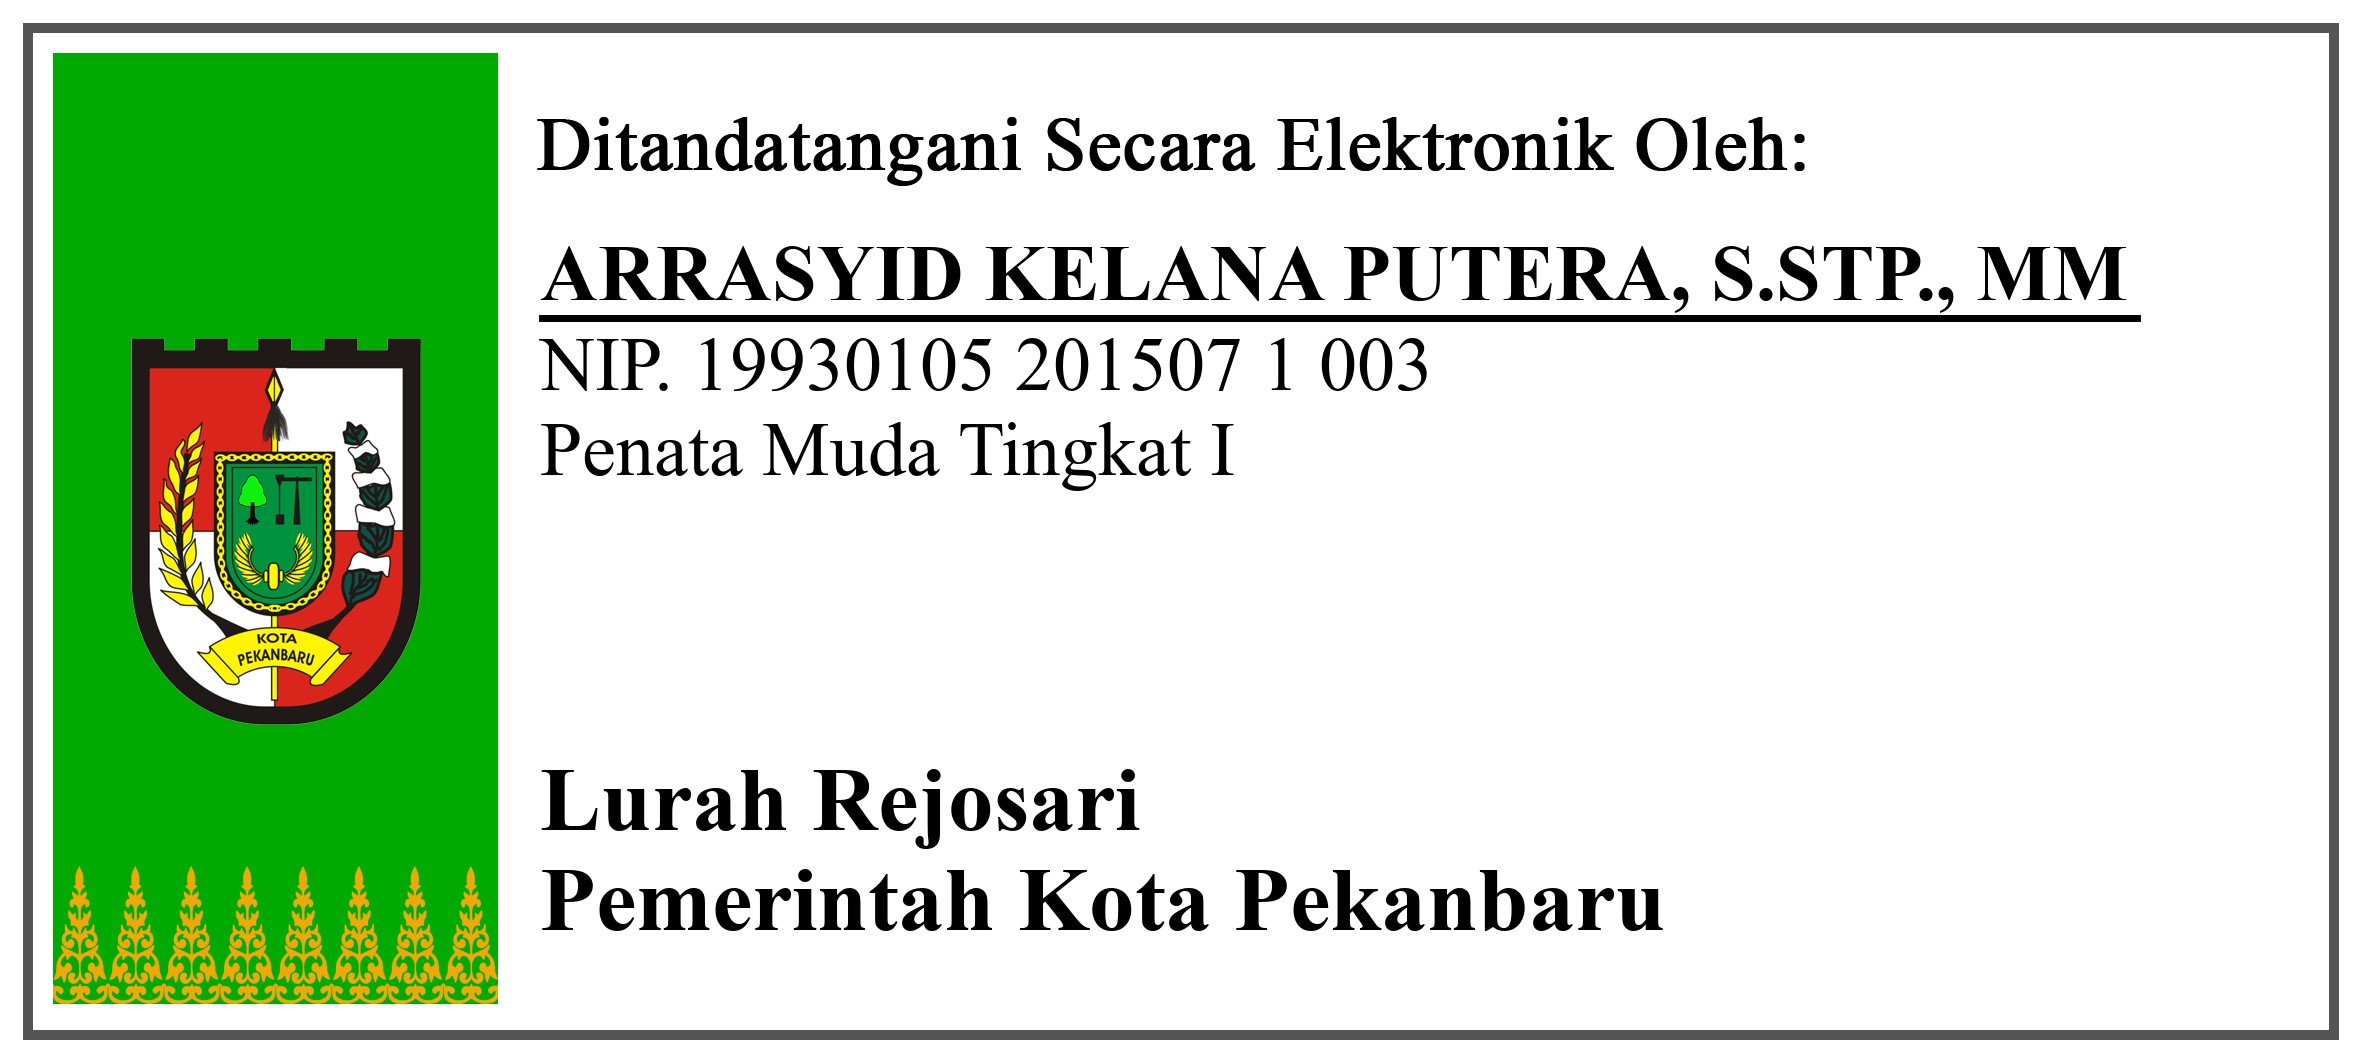 Ditandatangani Secara Elektronik Oleh:
ARRASYID KELANA PUTERA, S.STP., MM
NIP. 19930105 201507 1 003
Penata Muda Tingkat I
KOTA
PEKANBARU
Lurah Rejosari
Pemerintah Kota Pekanbaru